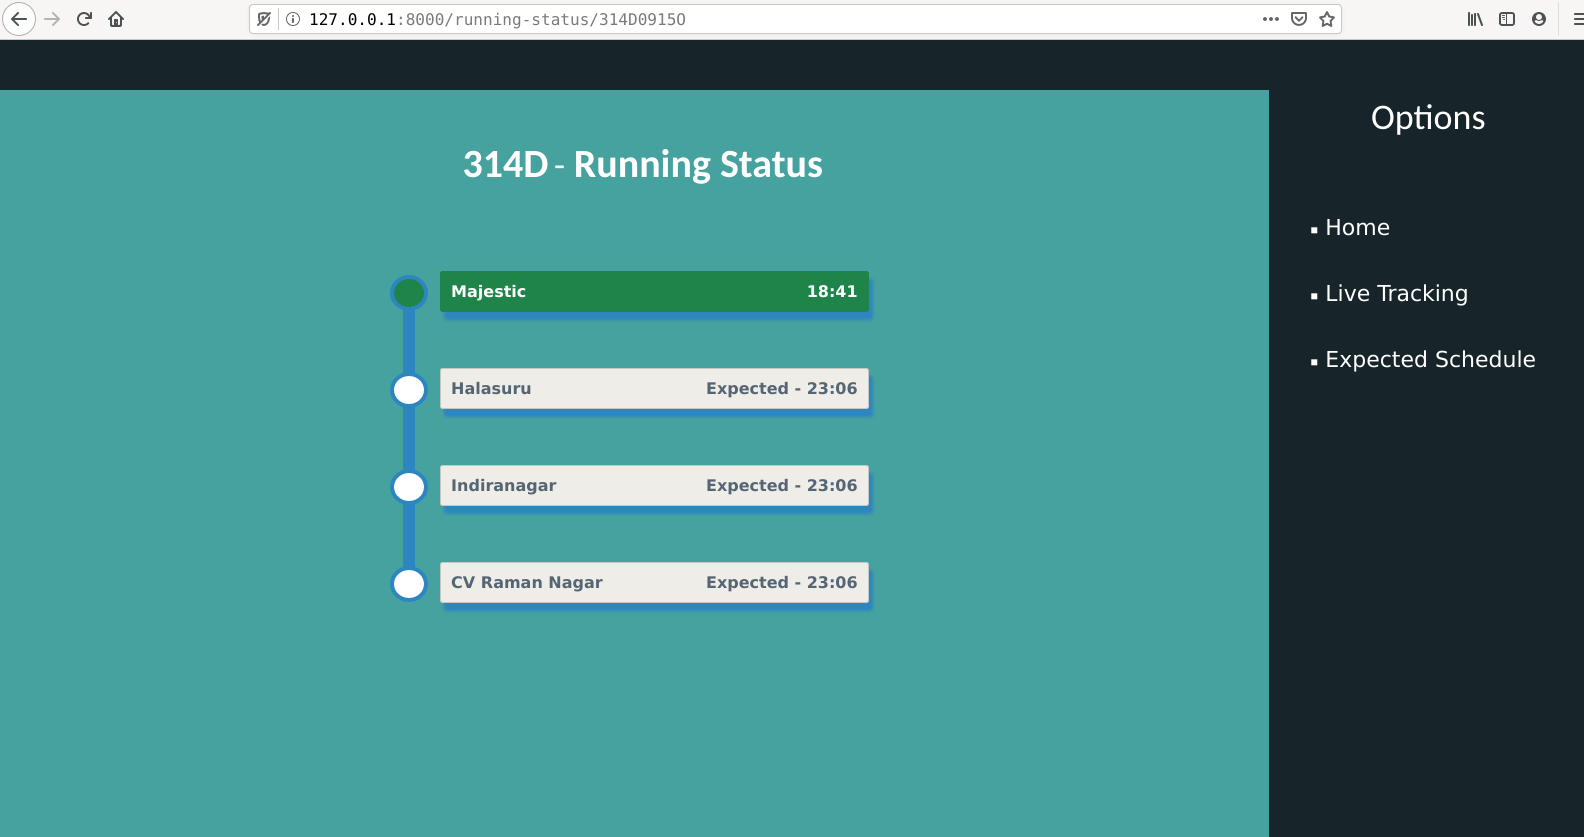 127.0.0.1:8000/running-status/314D0915O
Options
314D - Running Status
Home
Live Tracking
Expected Schedule
Majestic 18:41
Halasuru Expected - 23:06
Indiranagar Expected - 23:06
CV Raman Nagar Expected - 23:06